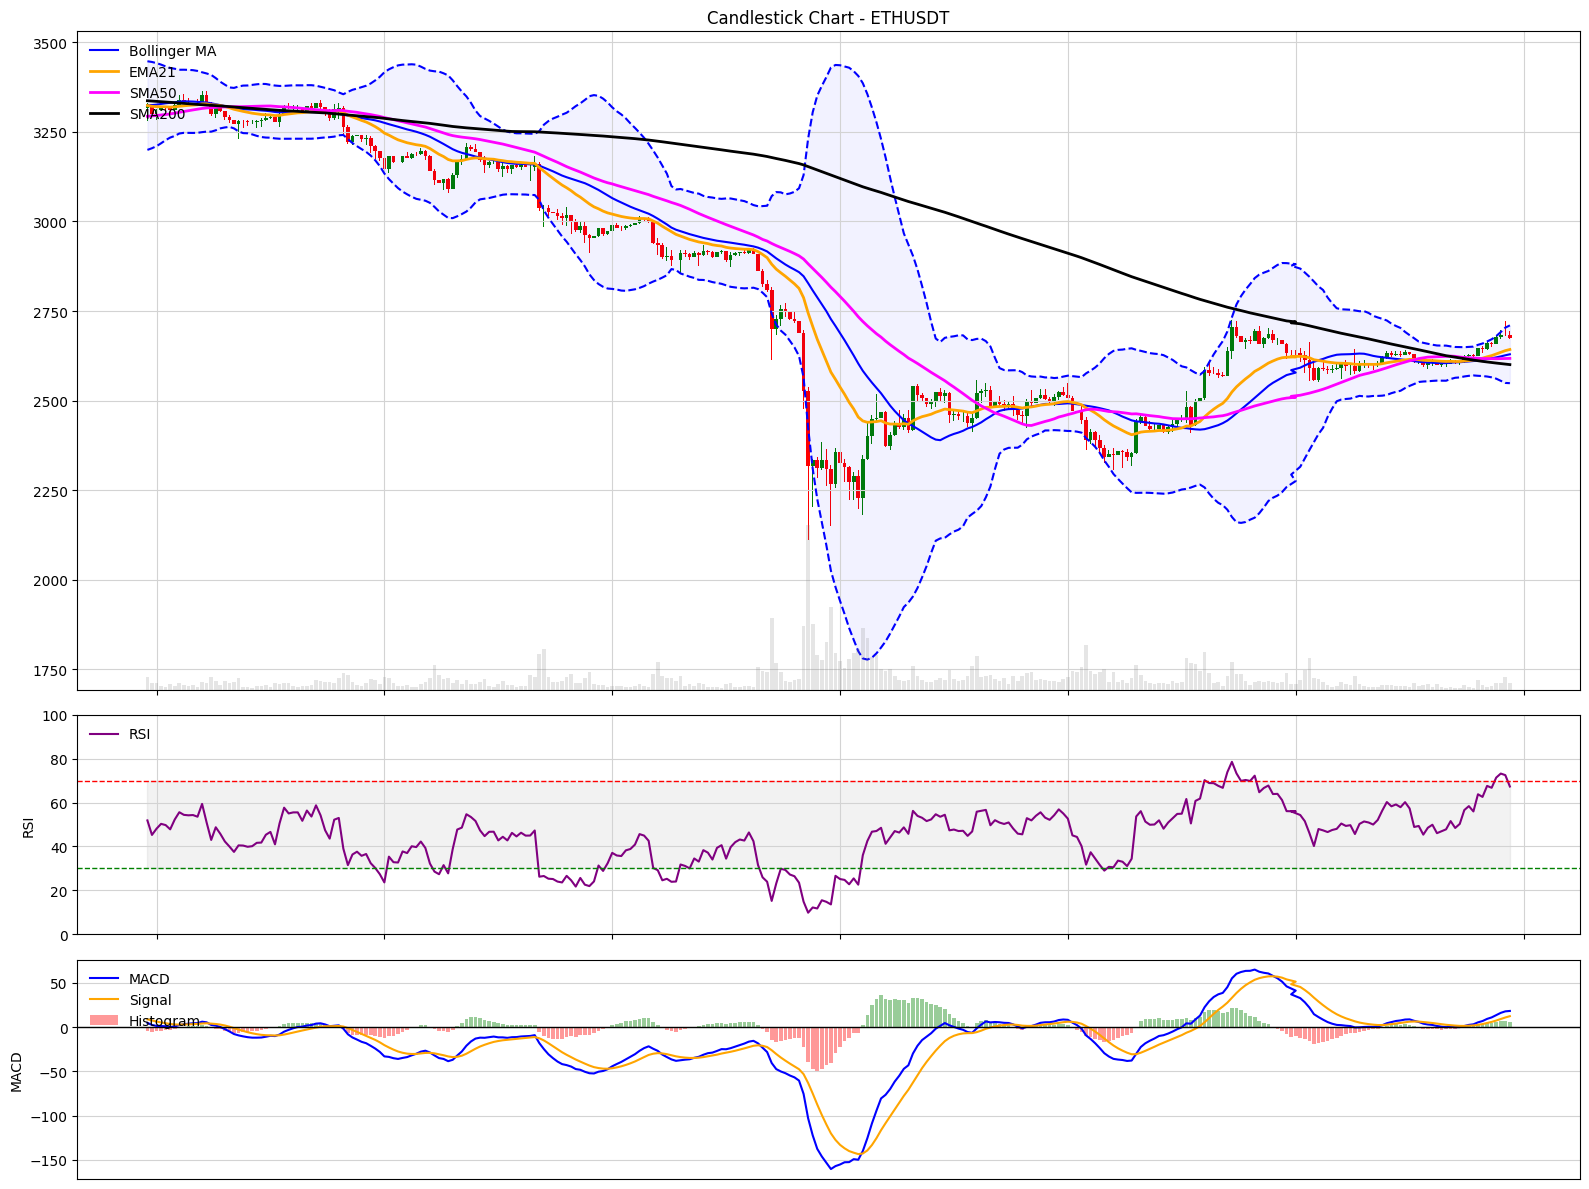 Candlestick Chart - ETHUSDT
3500
3250
3000
2750
2500
2250
2000
1750
Bollinger MA
EMA21
SMA50
SMA200
100
80
60
40
20
0
RSI
RSI
50
0
−50
−100
−150
MACD
MACD
Signal
Histogram